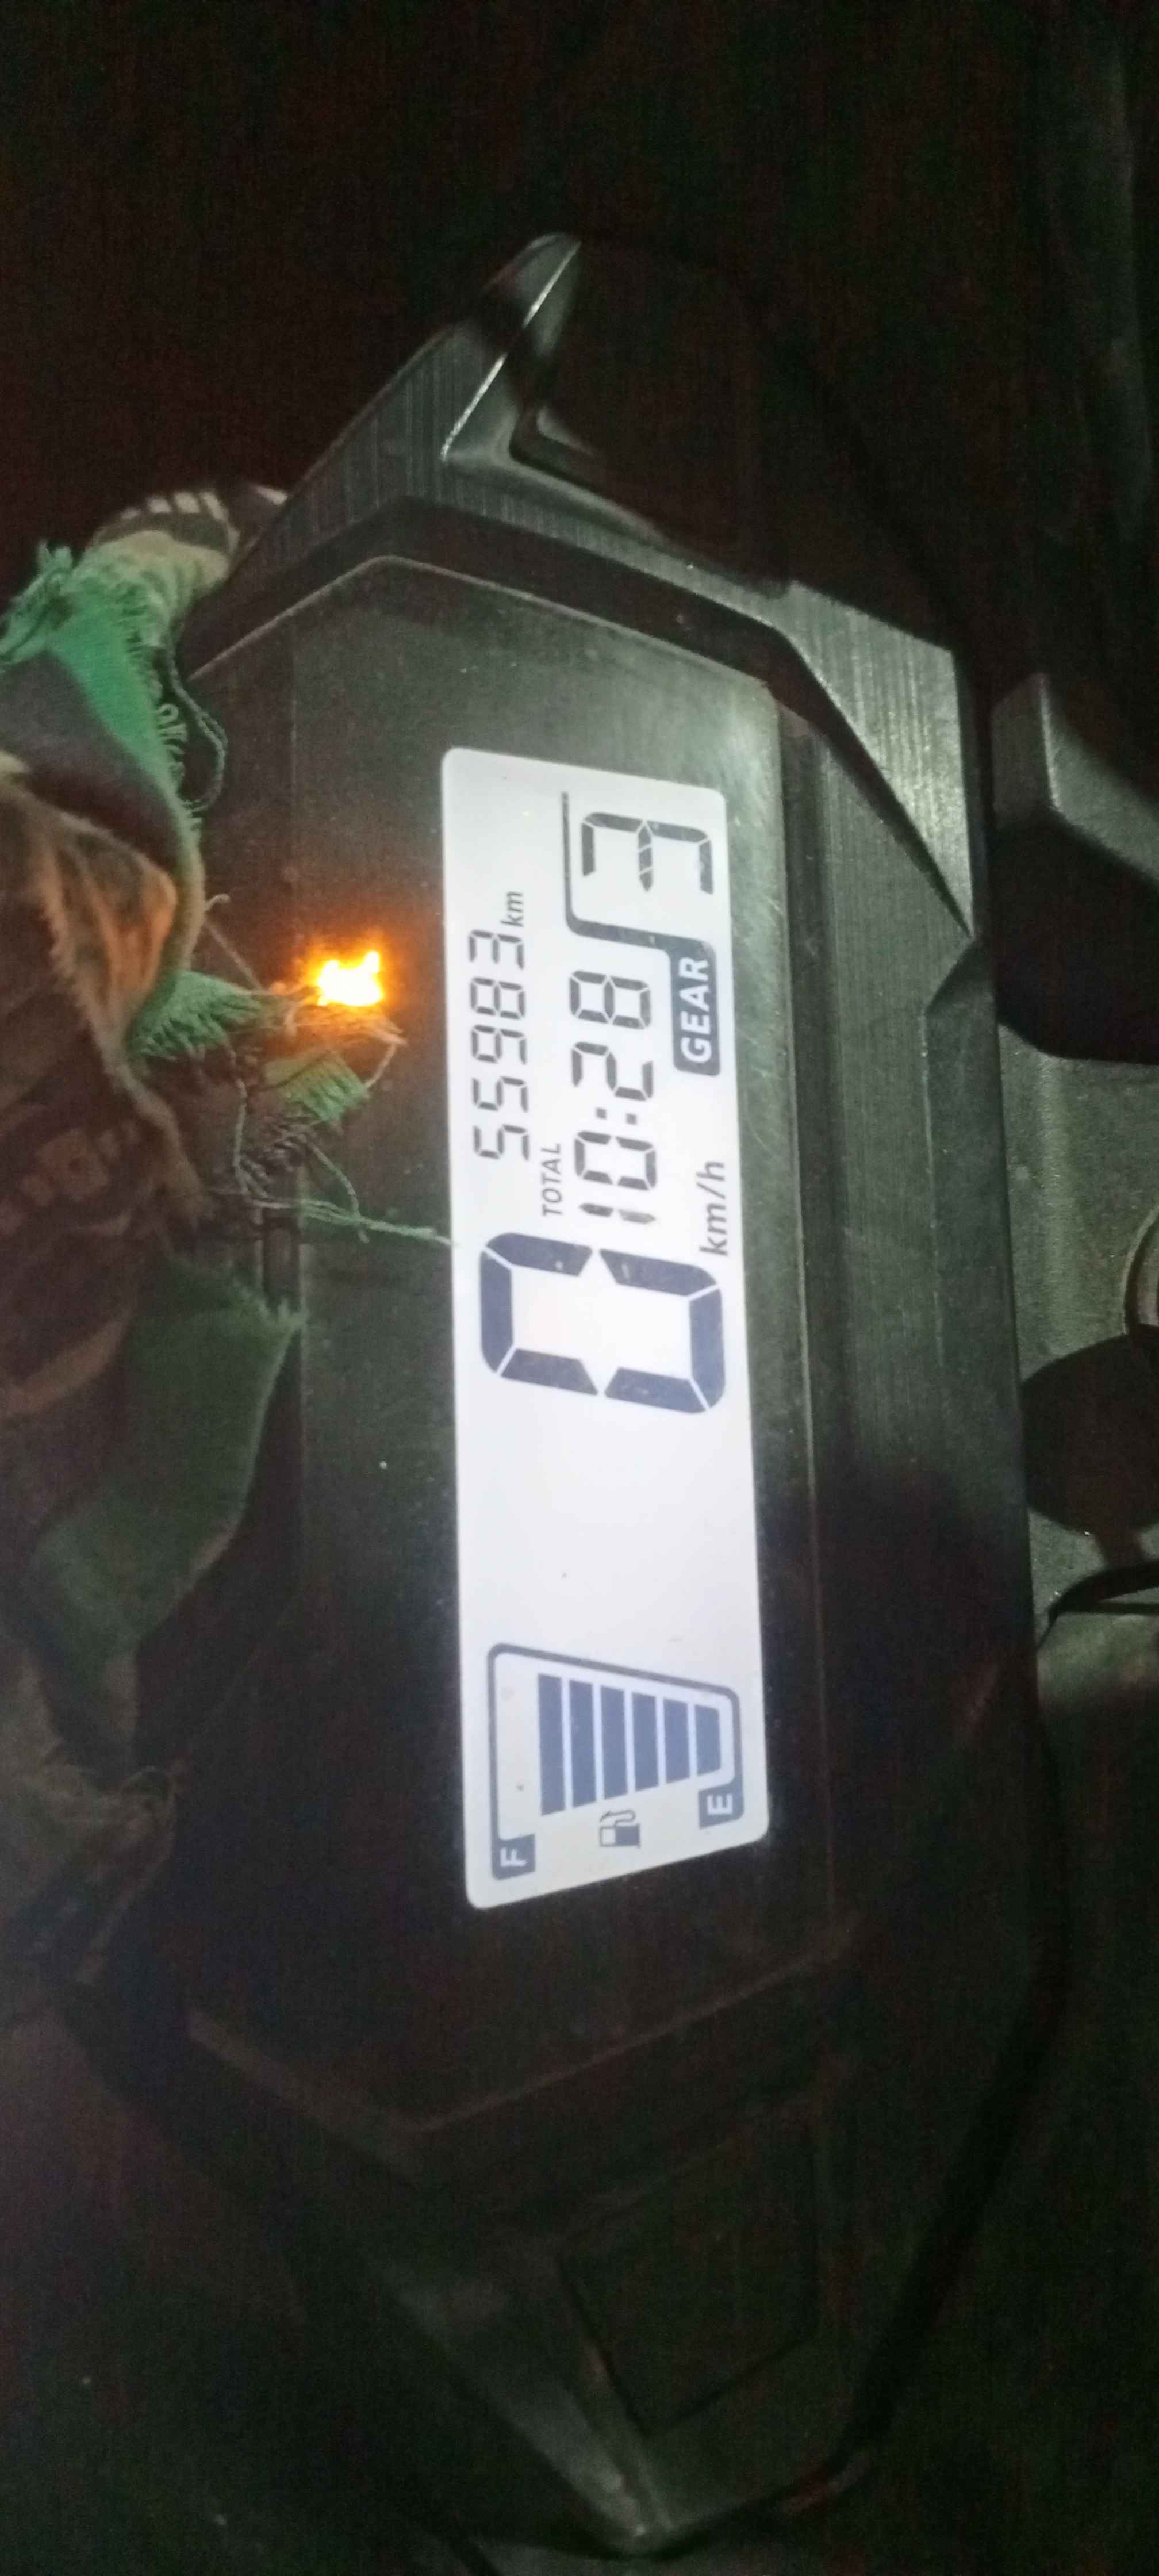 F
E
0 km/h
55983 km
TOTAL
10:28
GEAR 3